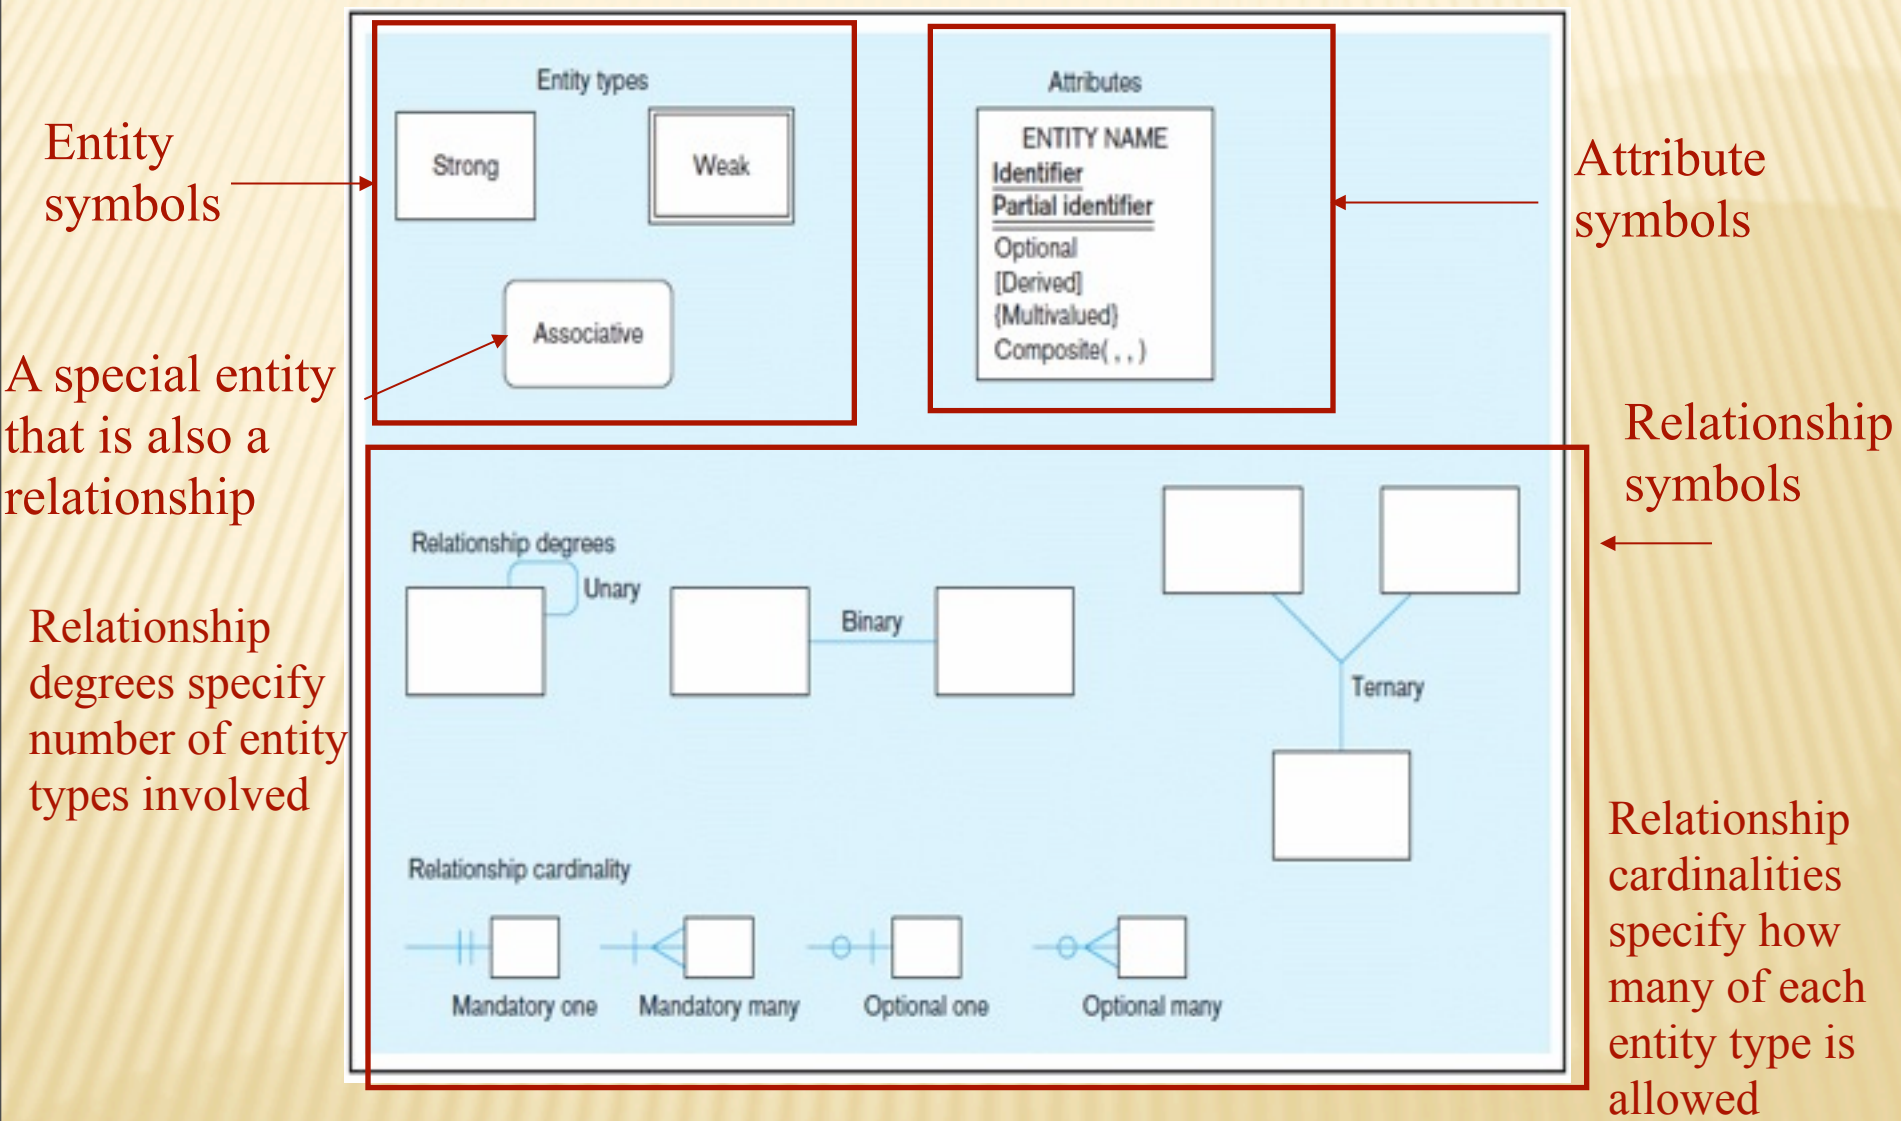 Entity
symbols
A special entity
that is also a
relationship
Relationship
degrees specify
number of entity
types involved
Entity types
Strong
Weak
Associative
Attributes
ENTITY NAME
Identifier
Partial identifier
Optional
[Derived]
{Multivalued}
Composite( , , )
Attribute
symbols
Relationship
symbols
Relationship degrees
Unary
Binary
Ternary
Relationship cardinality
Mandatory one
Mandatory many
Optional one
Optional many
Relationship
cardinalities
specify how
many of each
entity type is
allowed